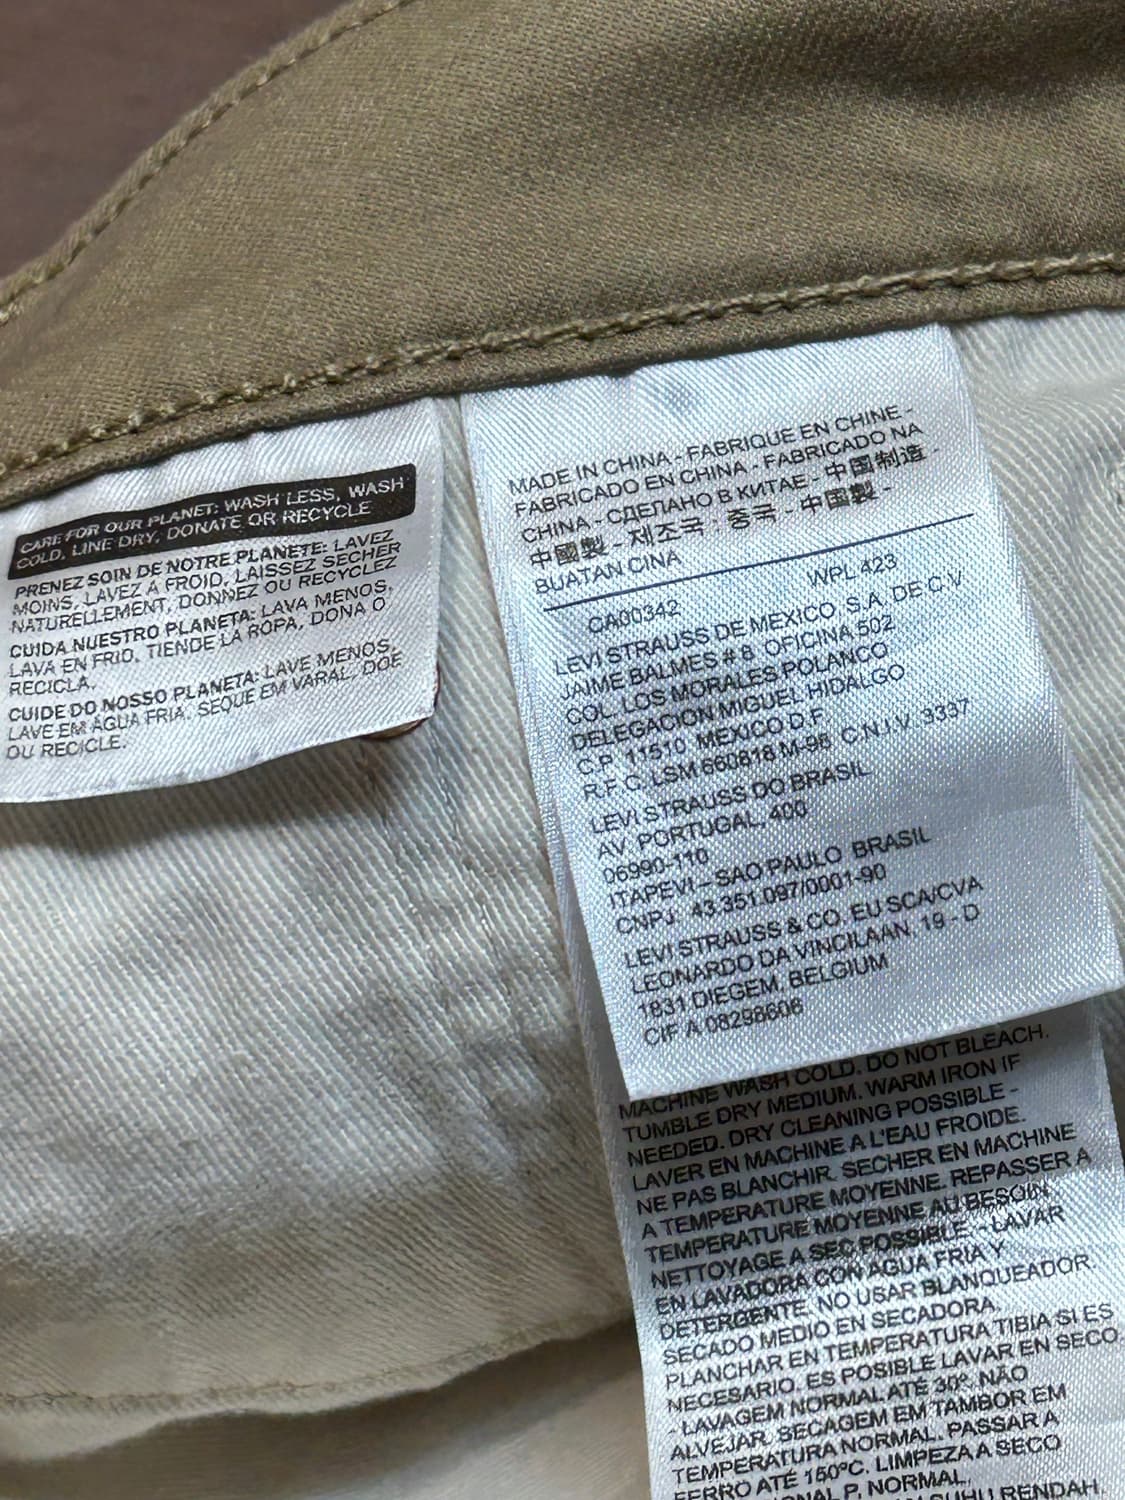 CARE FOR OUR PLANET: WASH LESS, WASH
COLD, LINE DRY, DONATE OR RECYCLE
PRENEZ SOIN DE NOTRE PLANETE: LAVEZ
MOINS, LAVEZ À FROID, LAISSEZ SECHER
NATURELLEMENT, DONNEZ OU RECYCLEZ
CUIDA NUESTRO PLANETA: LAVA MENOS,
LAVA EN FRIO, TIENDE LA ROPA, DONA O
RECICLA.
CUIDE DO NOSSO PLANETA: LAVE MENOS,
LAVE EM ÁGUA FRIA, SEQUE EM VARAL, DOE
OU RECICLE.
MADE IN CHINA - FABRIQUE EN CHINE -
FABRICADO EN CHINA - FABRICADO NA
CHINA - СДЕЛАНО В КИТАЕ - 中国制造 -
中國製 - 제조국 : 중국 - 中国製 -
BUATAN CINA
CA00342 WPL 423
LEVI STRAUSS DE MEXICO, S.A. DE C.V.
JAIME BALMES # 8 OFICINA 502
COL. LOS MORALES POLANCO
DELEGACION MIGUEL HIDALGO
C.P. 11510 MEXICO D.F.
R.F.C. LSM 660818 M-98 C.N.I.V. 3337
LEVI STRAUSS DO BRASIL
AV. PORTUGAL, 400
06990-110
ITAPEVI – SAO PAULO BRASIL
CNPJ: 43.351.097/0001-90
LEVI STRAUSS & CO. EU SCA/CVA
LEONARDO DA VINCILAAN, 19 - D
1831 DIEGEM, BELGIUM
CIF A 08298606
MACHINE WASH COLD. DO NOT BLEACH.
TUMBLE DRY MEDIUM. WARM IRON IF
NEEDED. DRY CLEANING POSSIBLE -
LAVER EN MACHINE A L'EAU FROIDE.
NE PAS BLANCHIR. SECHER EN MACHINE
A TEMPERATURE MOYENNE. REPASSER A
TEMPERATURE MOYENNE AU BESOIN.
NETTOYAGE A SEC POSSIBLE. - LAVAR
EN LAVADORA CON AGUA FRIA Y
DETERGENTE. NO USAR BLANQUEADOR.
SECADO MEDIO EN SECADORA.
PLANCHAR EN TEMPERATURA TIBIA SI ES
NECESARIO. ES POSIBLE LAVAR EN SECO.
- LAVAGEM NORMAL ATÉ 30º. NÃO
ALVEJAR. SECAGEM EM TAMBOR EM
TEMPERATURA NORMAL. PASSAR A
FERRO ATÉ 150ºC. LIMPEZA A SECO
P, NORMAL.
SUHU RENDAH.